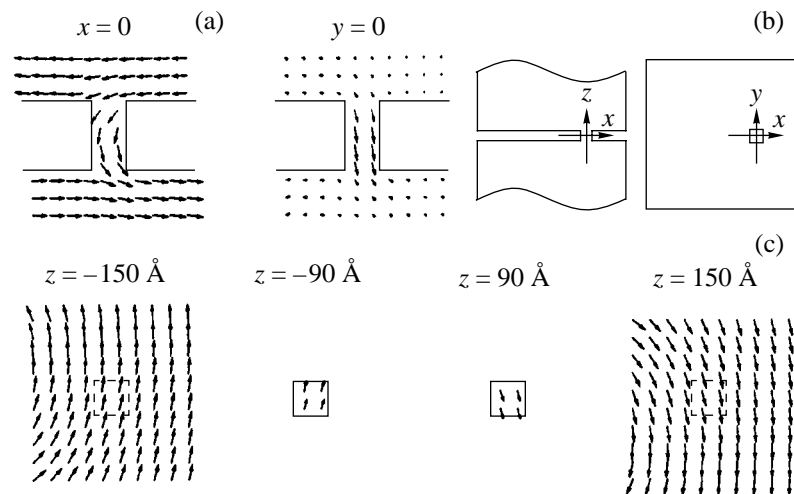 x = 0 (a) y = 0 (b)
z
x
y
x
(c)
z = −150 Å z = −90 Å z = 90 Å z = 150 Å